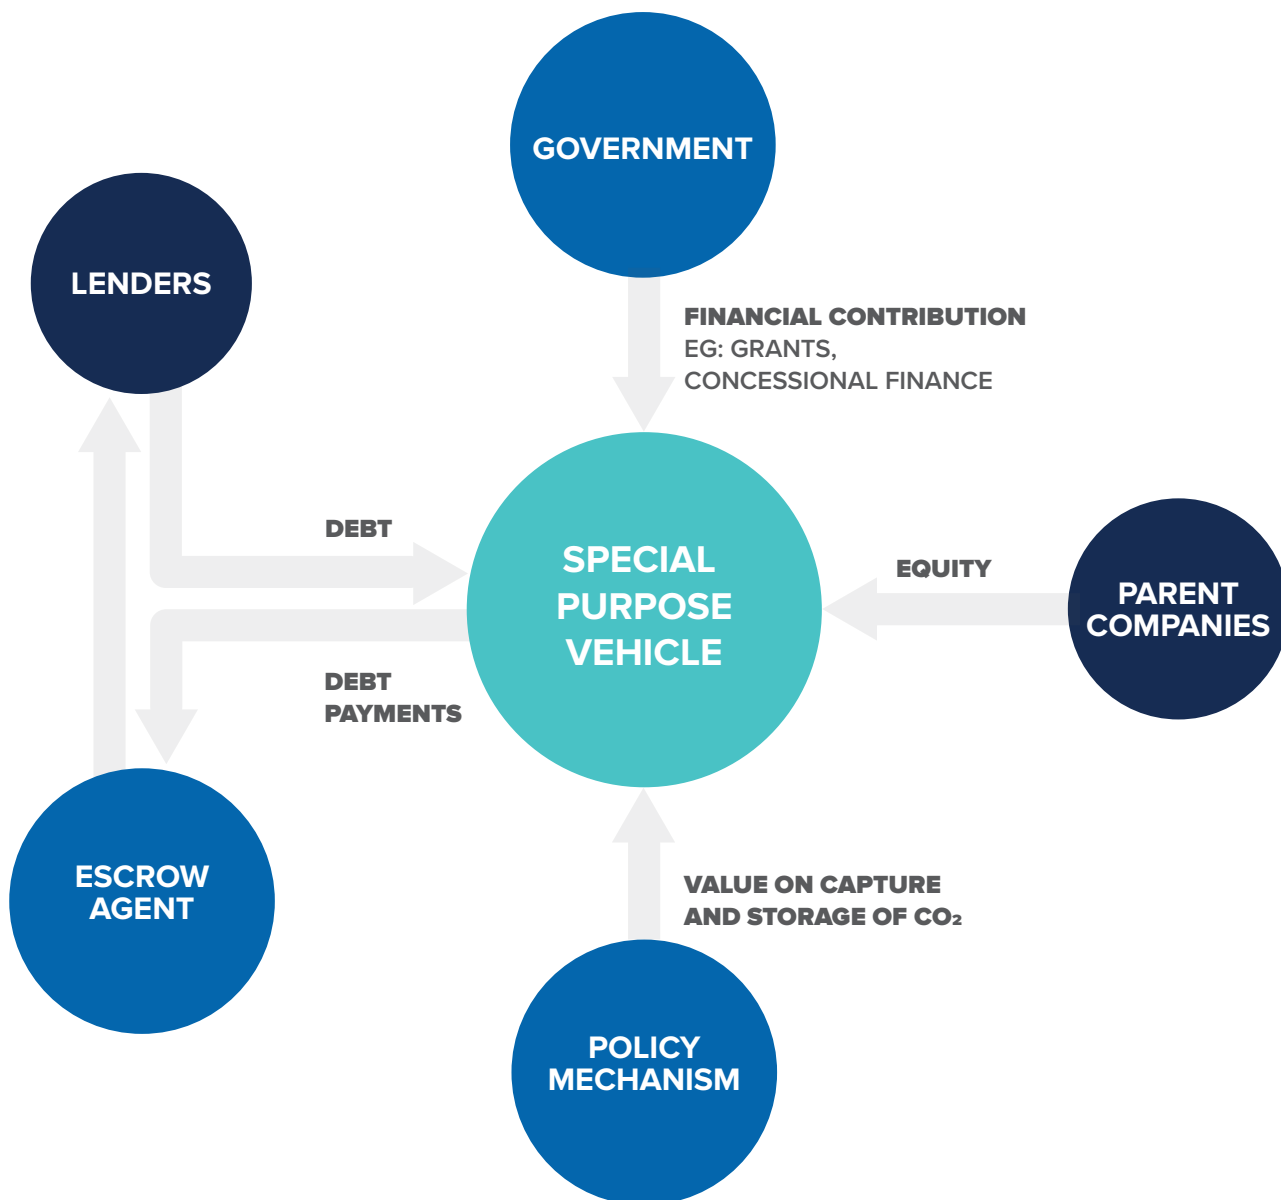 GOVERNMENT
LENDERS
FINANCIAL CONTRIBUTION
EG: GRANTS,
CONCESSIONAL FINANCE
DEBT
SPECIAL
PURPOSE
VEHICLE
EQUITY
PARENT
COMPANIES
DEBT
PAYMENTS
ESCROW
AGENT
VALUE ON CAPTURE
AND STORAGE OF CO₂
POLICY
MECHANISM